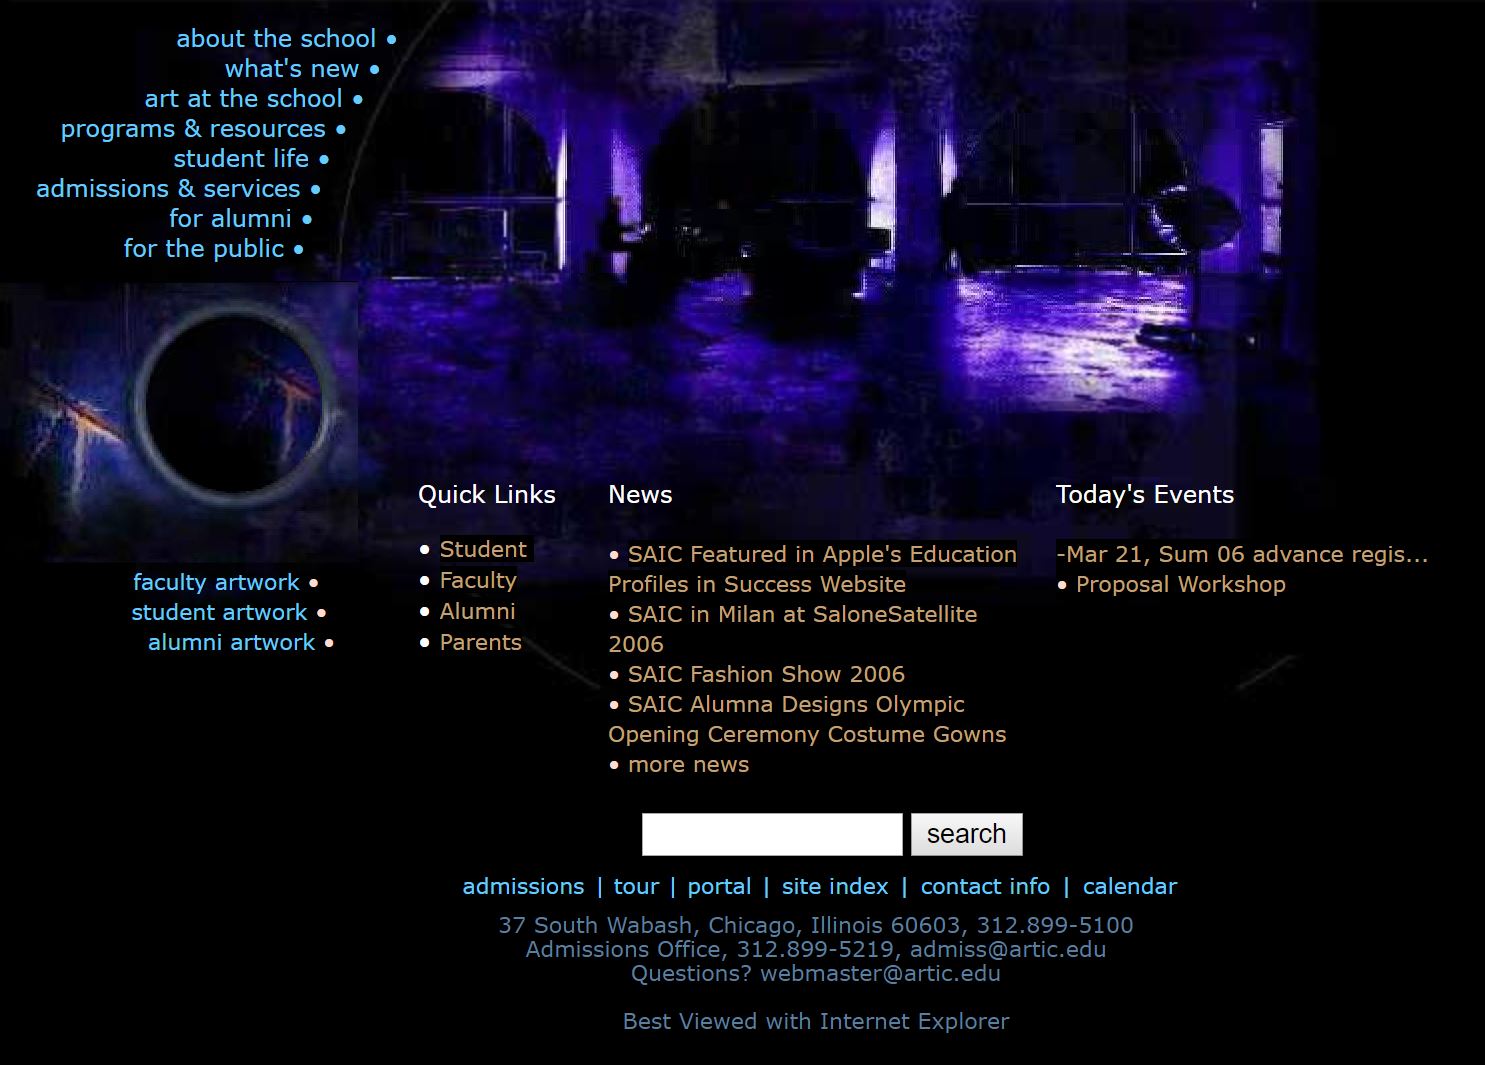 about the school •
what's new •
art at the school •
programs & resources •
student life •
admissions & services •
for alumni •
for the public •
faculty artwork •
student artwork •
alumni artwork •
Quick Links
• Student
• Faculty
• Alumni
• Parents
News
• SAIC Featured in Apple's Education
Profiles in Success Website
• SAIC in Milan at SaloneSatellite
2006
• SAIC Fashion Show 2006
• SAIC Alumna Designs Olympic
Opening Ceremony Costume Gowns
• more news
Today's Events
-Mar 21, Sum 06 advance regis...
• Proposal Workshop
search
admissions | tour | portal | site index | contact info | calendar
37 South Wabash, Chicago, Illinois 60603, 312.899-5100
Admissions Office, 312.899-5219, admiss@artic.edu
Questions? webmaster@artic.edu
Best Viewed with Internet Explorer